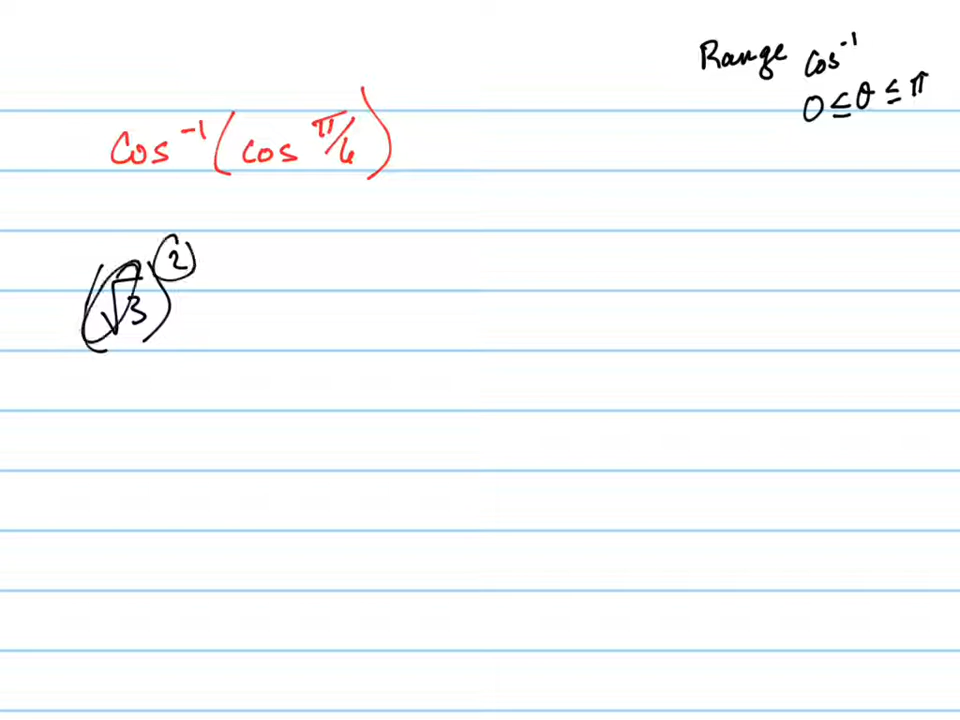 Range cos⁻¹
0 ≤ θ ≤ π
cos⁻¹(cos π/6)
(√3)²